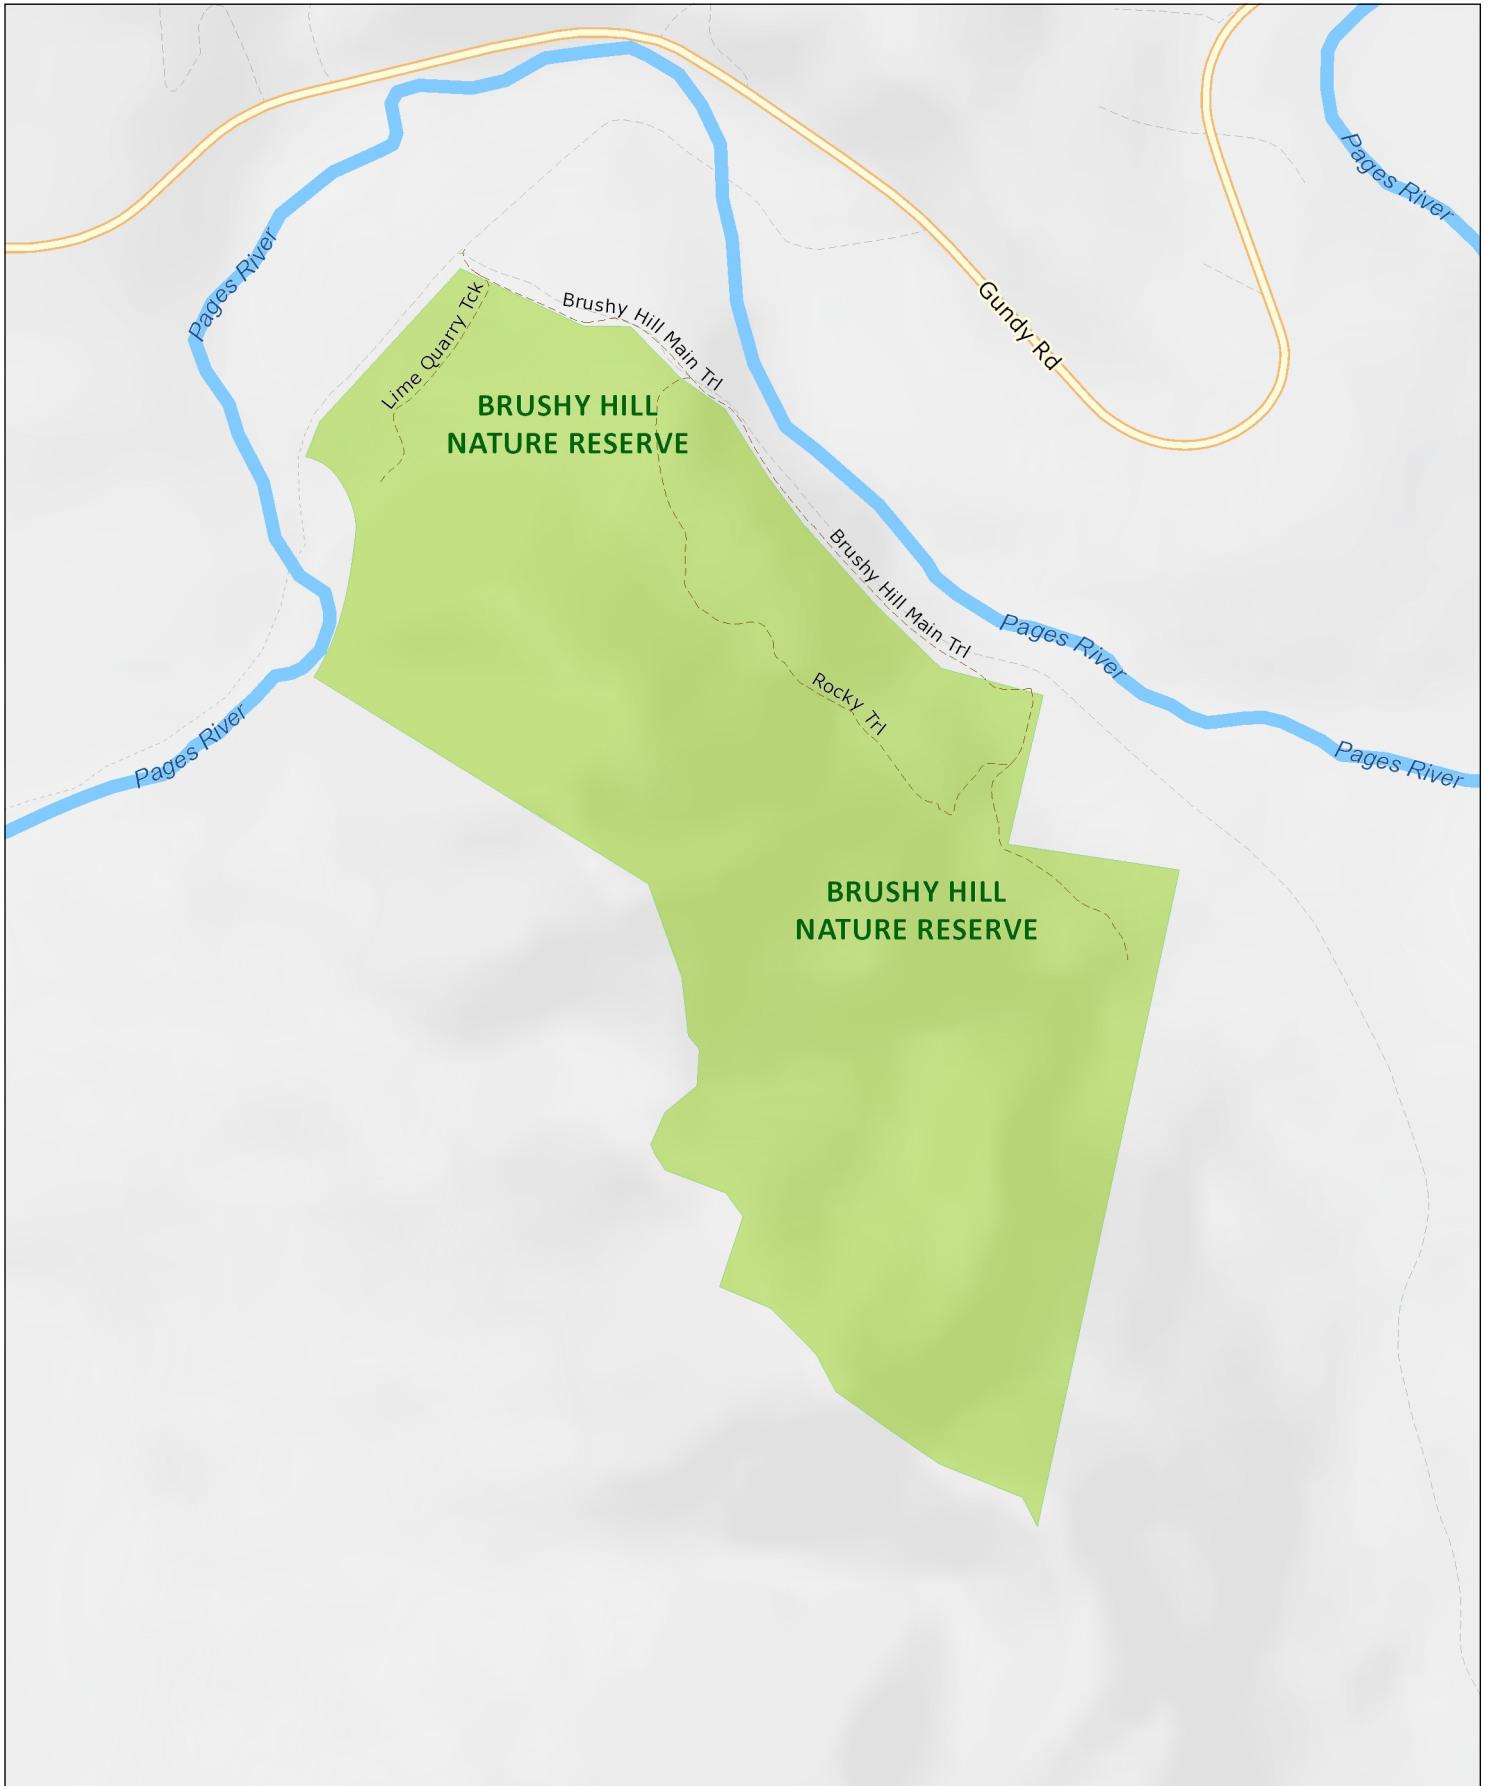 Pages River
Pages River
Gundy Rd
Lime Quarry Tck
Brushy Hill Main Trl
BRUSHY HILL
NATURE RESERVE
Brushy Hill Main Trl
Pages River
Rocky Trl
Pages River
Pages River
BRUSHY HILL
NATURE RESERVE